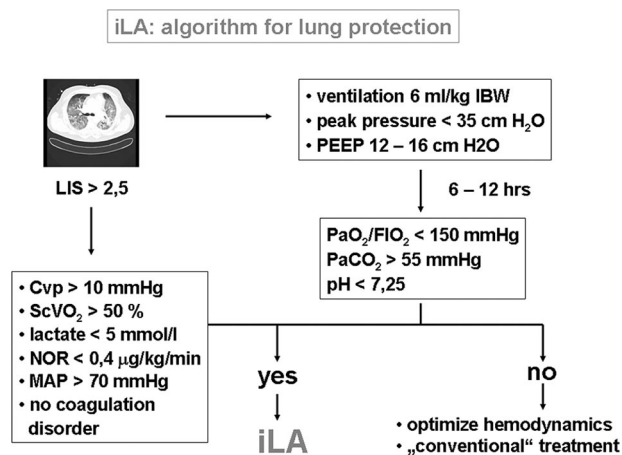 iLA: algorithm for lung protection
LIS > 2,5
• ventilation 6 ml/kg IBW
• peak pressure < 35 cm H₂O
• PEEP 12 – 16 cm H2O
6 – 12 hrs
PaO₂/FIO₂ < 150 mmHg
PaCO₂ > 55 mmHg
pH < 7,25
• Cvp > 10 mmHg
• ScVO₂ > 50 %
• lactate < 5 mmol/l
• NOR < 0,4 µg/kg/min
• MAP > 70 mmHg
• no coagulation
disorder
yes
iLA
no
• optimize hemodynamics
• „conventional“ treatment